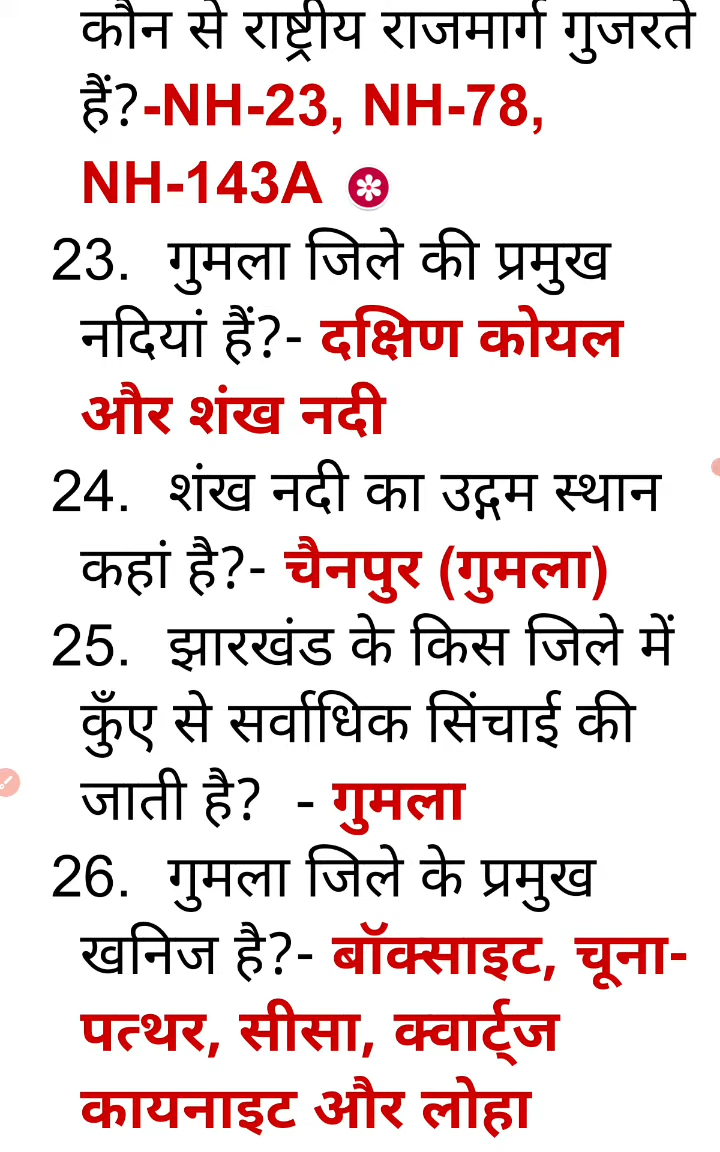 कौन से राष्ट्रीय राजमार्ग गुजरते
हैं?-NH-23, NH-78,
NH-143A
23. गुमला जिले की प्रमुख
नदियां हैं?- दक्षिण कोयल
और शंख नदी
24. शंख नदी का उद्गम स्थान
कहां है?- चैनपुर (गुमला)
25. झारखंड के किस जिले में
कुँए से सर्वाधिक सिंचाई की
जाती है? - गुमला
26. गुमला जिले के प्रमुख
खनिज है?- बॉक्साइट, चूना-
पत्थर, सीसा, क्वार्ट्ज
कायनाइट और लोहा